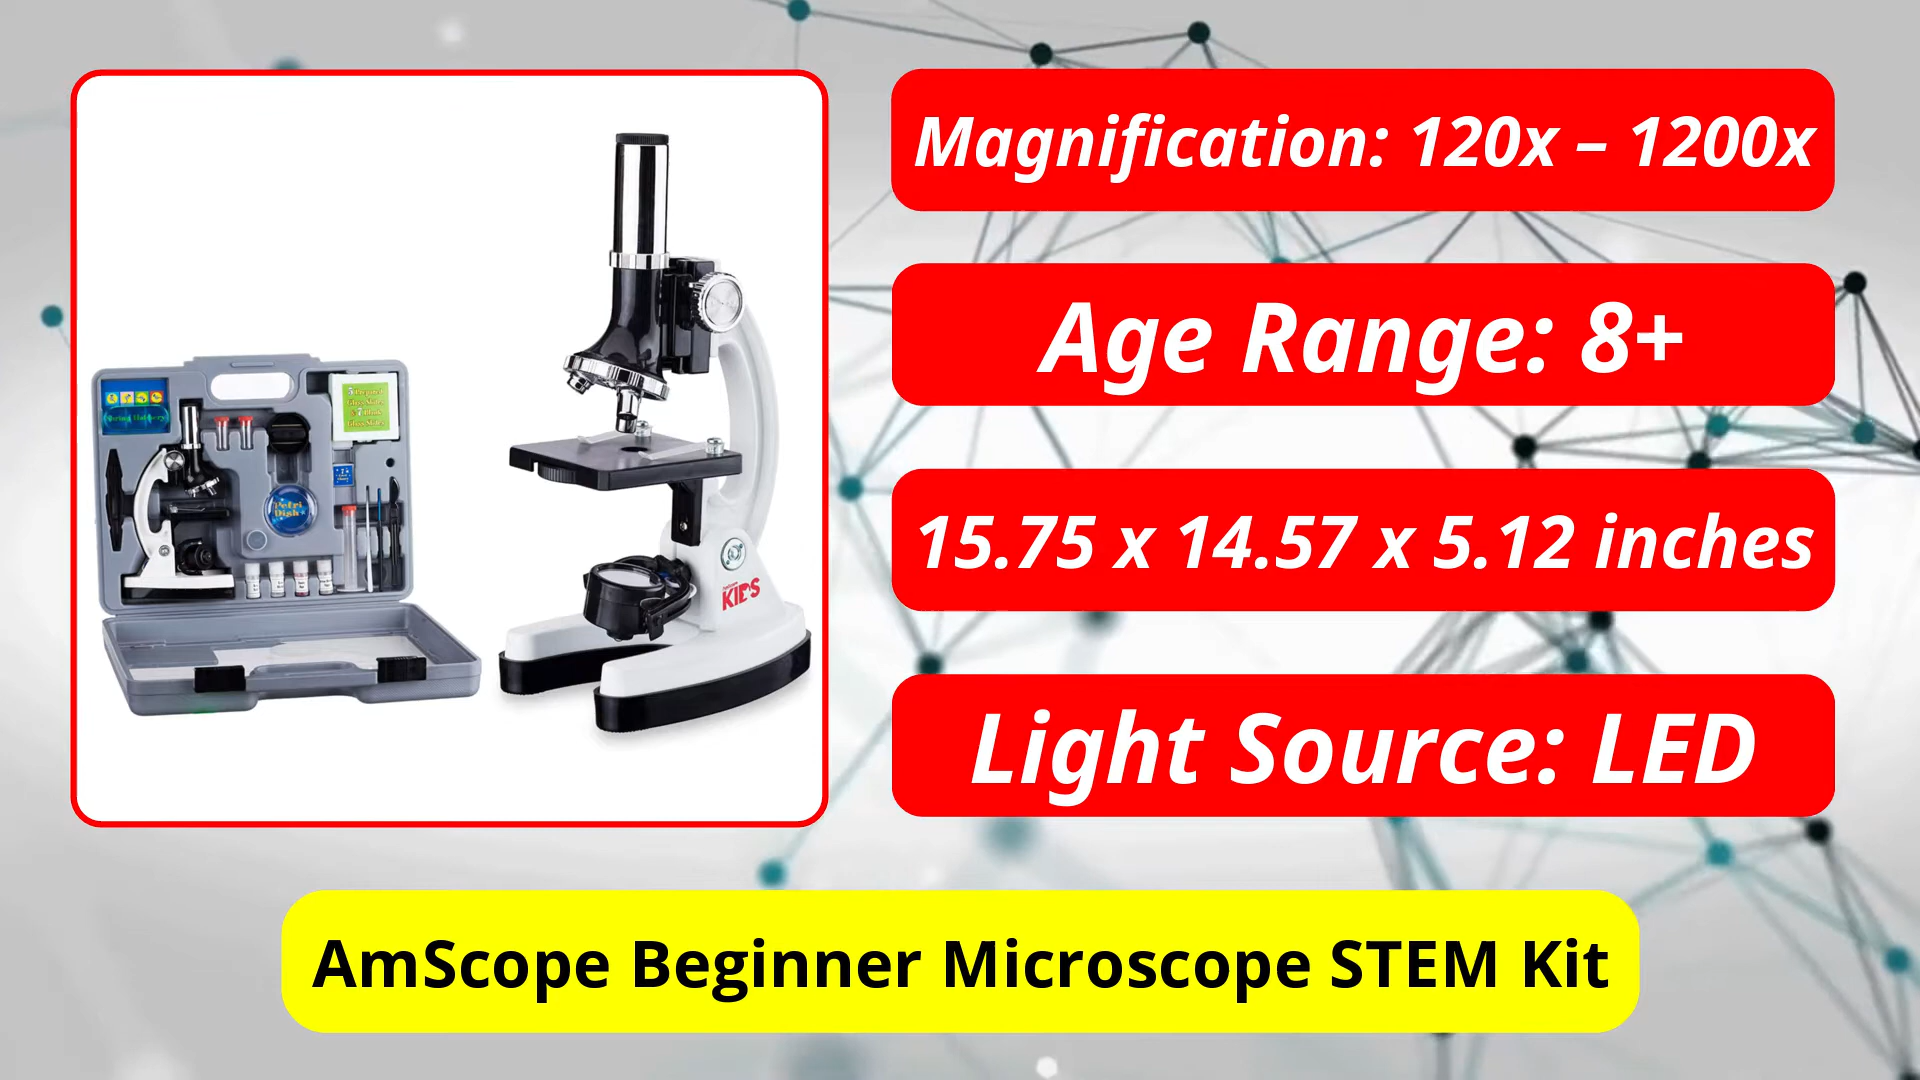 Magnification: 120x – 1200x
Age Range: 8+
15.75 x 14.57 x 5.12 inches
Light Source: LED
KIDS
Petri
Dish
AmScope Beginner Microscope STEM Kit